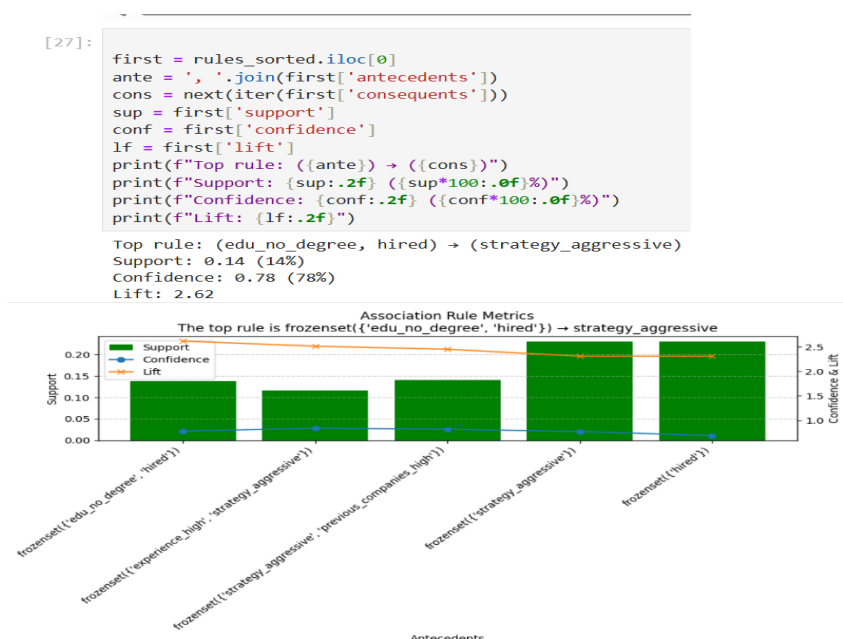 [27]:
first = rules_sorted.iloc[0]
ante = ', '.join(first['antecedents'])
cons = next(iter(first['consequents']))
sup = first['support']
conf = first['confidence']
lf = first['lift']
print(f"Top rule: ({ante}) → ({cons})")
print(f"Support: {sup:.2f} ({sup*100:.0f}%)")
print(f"Confidence: {conf:.2f} ({conf*100:.0f}%)")
print(f"Lift: {lf:.2f}")
Top rule: (edu_no_degree, hired) → (strategy_aggressive)
Support: 0.14 (14%)
Confidence: 0.78 (78%)
Lift: 2.62
Association Rule Metrics
The top rule is frozenset({'edu_no_degree', 'hired'}) → strategy_aggressive
Support
Confidence
Lift
0.20
0.15
0.10
0.05
0.00
Support
2.5
2.0
1.5
1.0
Confidence & Lift
frozenset({'edu_no_degree', 'hired'})
frozenset({'experience_high', 'strategy_aggressive'})
frozenset({'strategy_aggressive', 'previous_companies_high'})
frozenset({'strategy_aggressive'})
frozenset({'hired'})
Antecedents